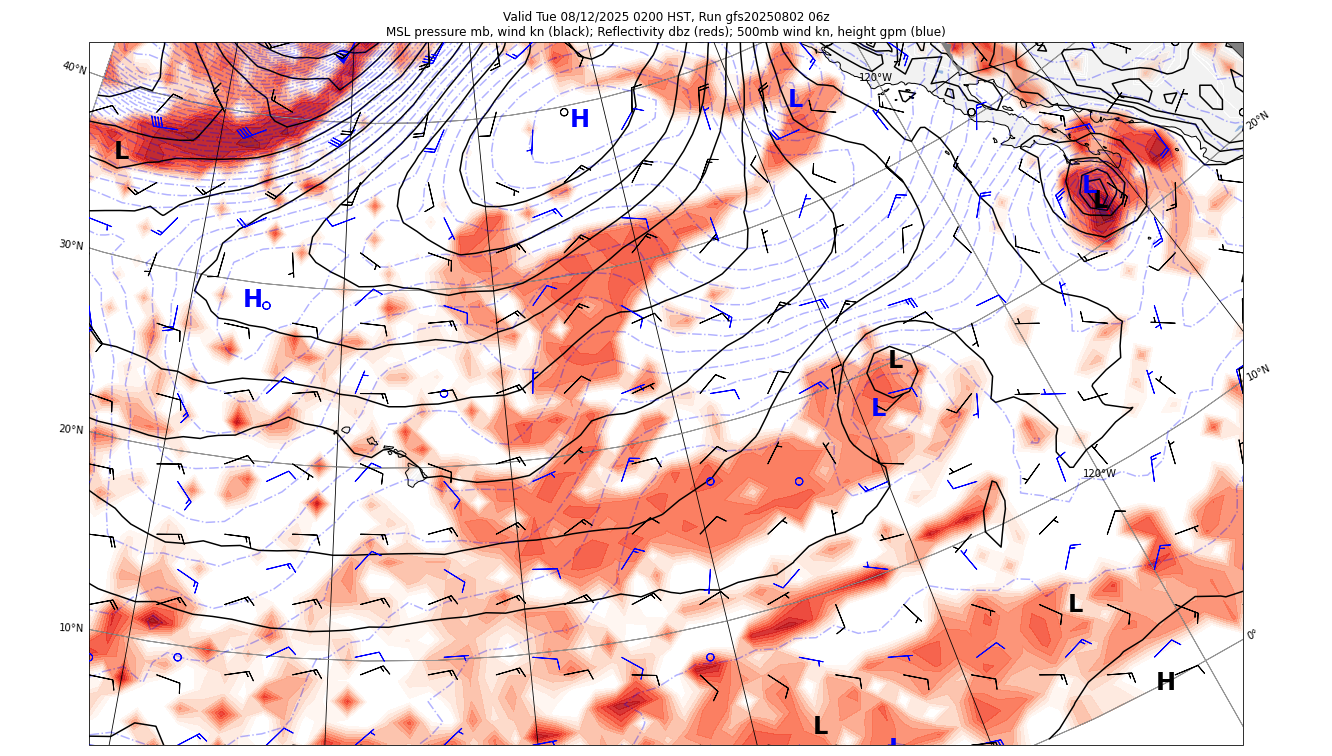 Valid Tue 08/12/2025 0200 HST, Run gfs20250802 06z
MSL pressure mb, wind kn (black); Reflectivity dbz (reds); 500mb wind kn, height gpm (blue)
40°N
120°W
L
H
20°N
L
L
L
30°N
H
L
10°N
L
20°N
120°W
L
10°N
0°
H
L
L